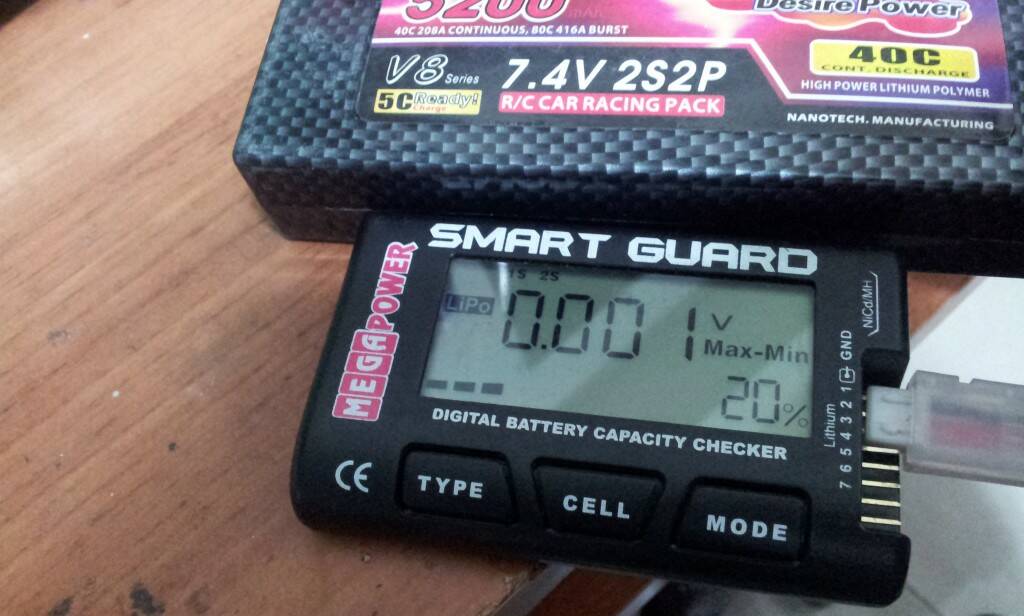 5200mAh
Desire Power
40C 208A CONTINUOUS, 80C 416A BURST
40C
CONT. DISCHARGE
V8 Series
7.4V 2S2P
HIGH POWER LITHIUM POLYMER
5C Ready!
Charge
R/C CAR RACING PACK
NANOTECH. MANUFACTURING
SMART GUARD
MEGAPOWER
1S 2S
LiPo
0.001 V
Max-Min
---
20%
NiCd/MH
GND
Lithium
7 6 5 4 3 2 1
DIGITAL BATTERY CAPACITY CHECKER
CE
TYPE
CELL
MODE